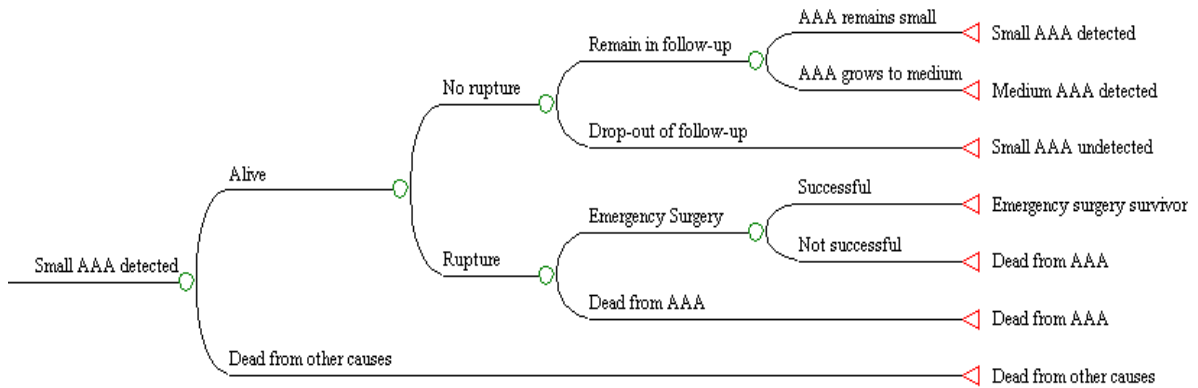 AAA remains small
Small AAA detected
Remain in follow-up
AAA grows to medium
Medium AAA detected
No rupture
Drop-out of follow-up
Small AAA undetected
Alive
Successful
Emergency surgery survivor
Emergency Surgery
Not successful
Dead from AAA
Small AAA detected
Rupture
Dead from AAA
Dead from AAA
Dead from other causes
Dead from other causes